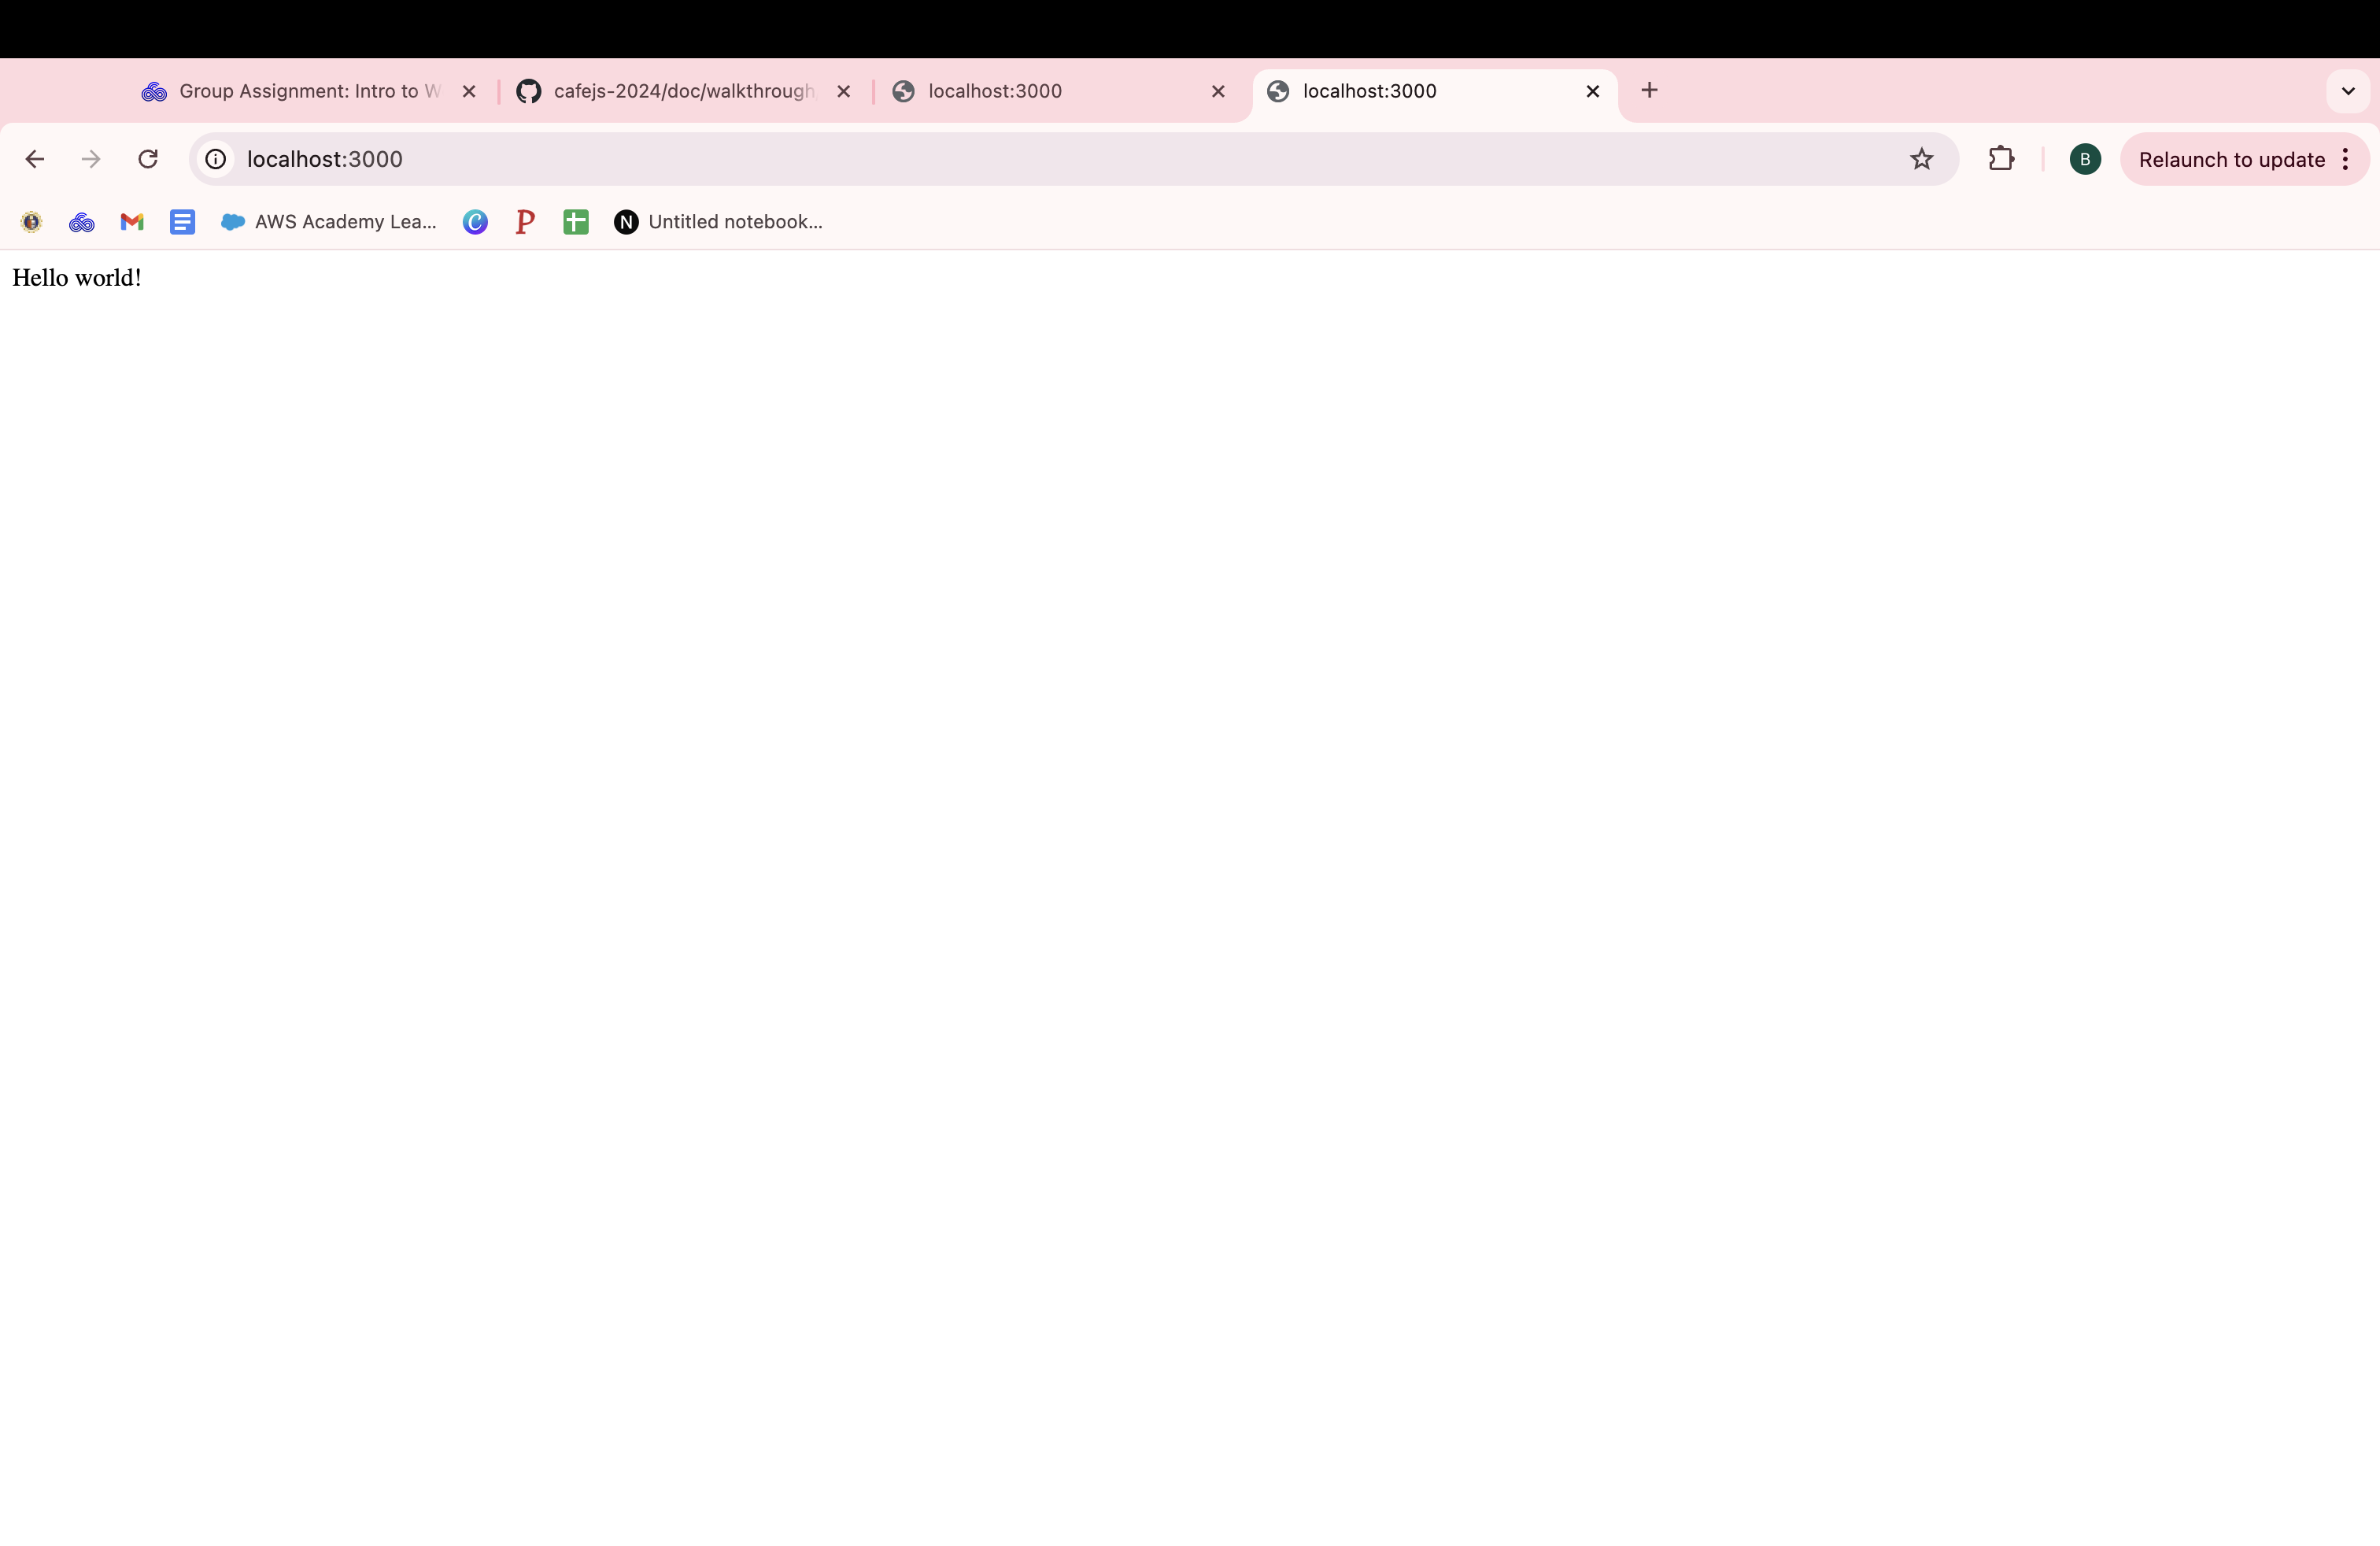 Group Assignment: Intro to W
cafejs-2024/doc/walkthrough
localhost:3000
localhost:3000
localhost:3000
B
Relaunch to update
AWS Academy Lea...
C
P
N
Untitled notebook...
Hello world!